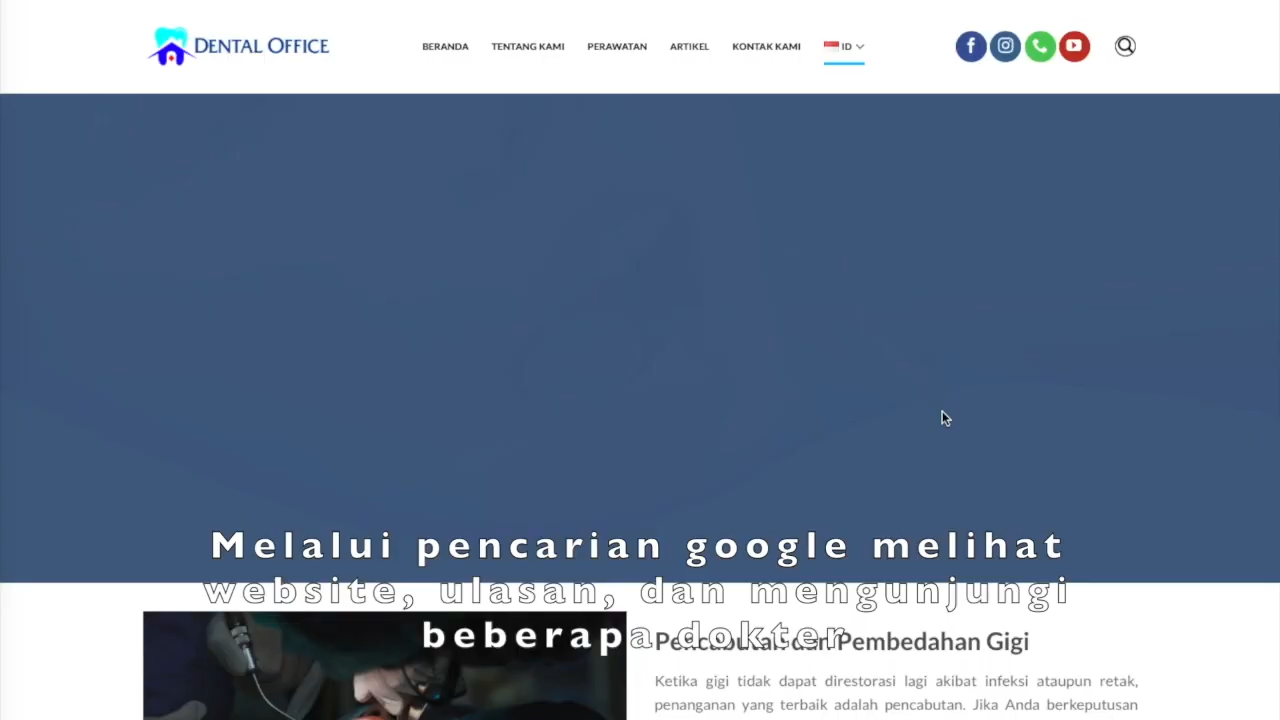 DENTAL OFFICE
BERANDA TENTANG KAMI PERAWATAN ARTIKEL KONTAK KAMI ID
Melalui pencarian google melihat
website, ulasan, dan mengunjungi
beberapa dokter
Pencabutan dan Pembedahan Gigi
Ketika gigi tidak dapat direstorasi lagi akibat infeksi ataupun retak,
penanganan yang terbaik adalah pencabutan. Jika Anda berkeputusan